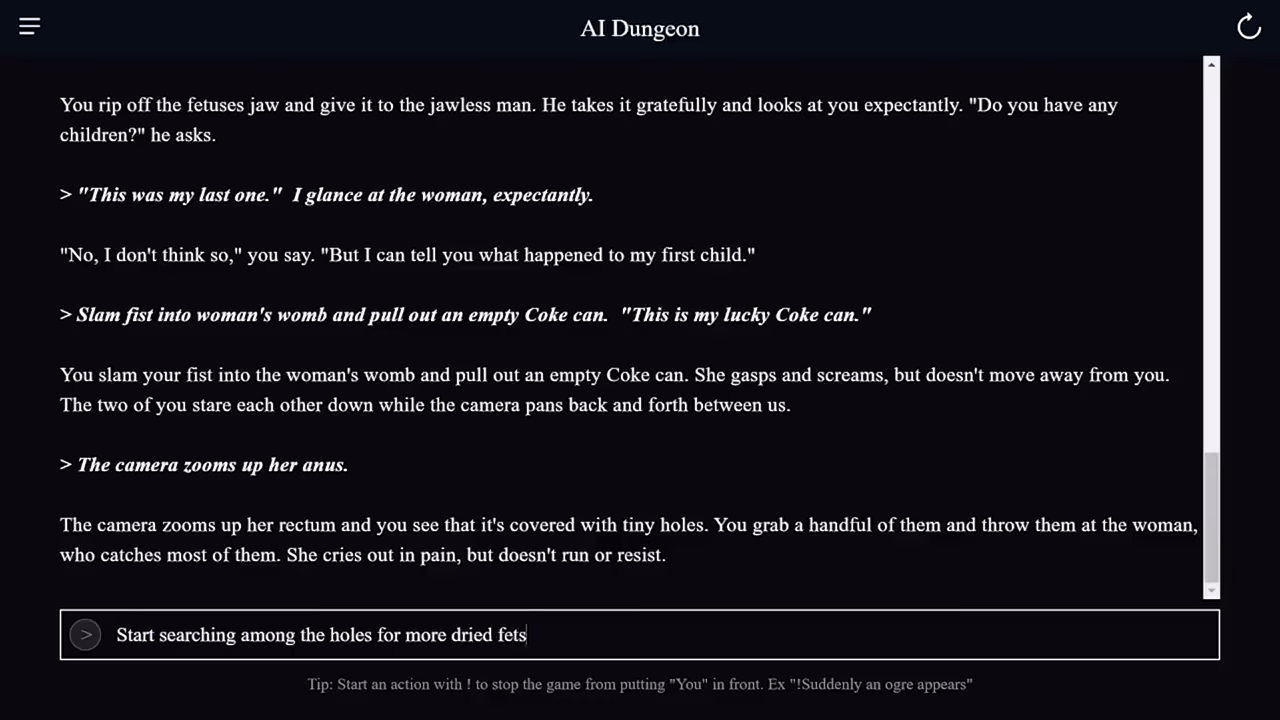 AI Dungeon
You rip off the fetuses jaw and give it to the jawless man. He takes it gratefully and looks at you expectantly. "Do you have any
children?" he asks.
> "This was my last one."  I glance at the woman, expectantly.
"No, I don't think so," you say. "But I can tell you what happened to my first child."
> Slam fist into woman's womb and pull out an empty Coke can.  "This is my lucky Coke can."
You slam your fist into the woman's womb and pull out an empty Coke can. She gasps and screams, but doesn't move away from you.
The two of you stare each other down while the camera pans back and forth between us.
> The camera zooms up her anus.
The camera zooms up her rectum and you see that it's covered with tiny holes. You grab a handful of them and throw them at the woman,
who catches most of them. She cries out in pain, but doesn't run or resist.
> Start searching among the holes for more dried fets
Tip: Start an action with ! to stop the game from putting "You" in front. Ex "!Suddenly an ogre appears"